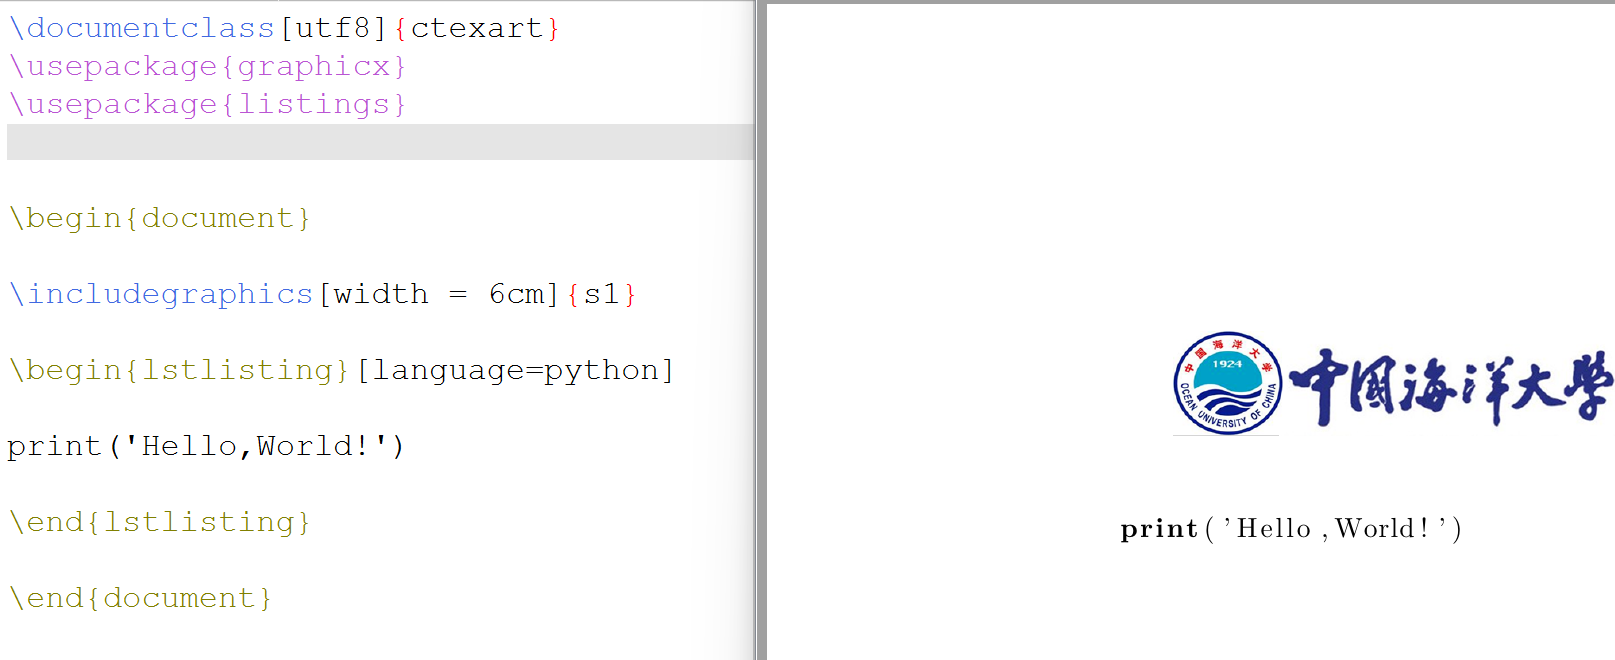 \documentclass[utf8]{ctexart}
\usepackage{graphicx}
\usepackage{listings}
\begin{document}
\includegraphics[width = 6cm]{s1}
\begin{lstlisting}[language=python]
print('Hello,World!')
\end{lstlisting}
\end{document}
中国海洋大学
1924
OCEAN UNIVERSITY OF CHINA
中国海洋大學
print('Hello,World!')